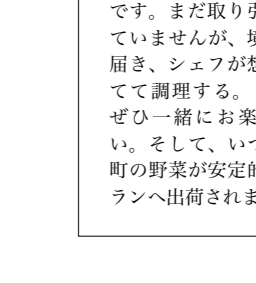 です。まだ取り引
ていませんが、
届き、シェフが想
てて調理する。
ぜひ一緒にお楽
い。そして、いつ
町の野菜が安定的
ランへ出荷されま